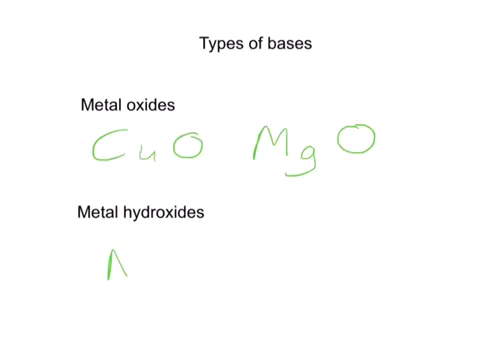 Types of bases
Metal oxides
CuO MgO
Metal hydroxides